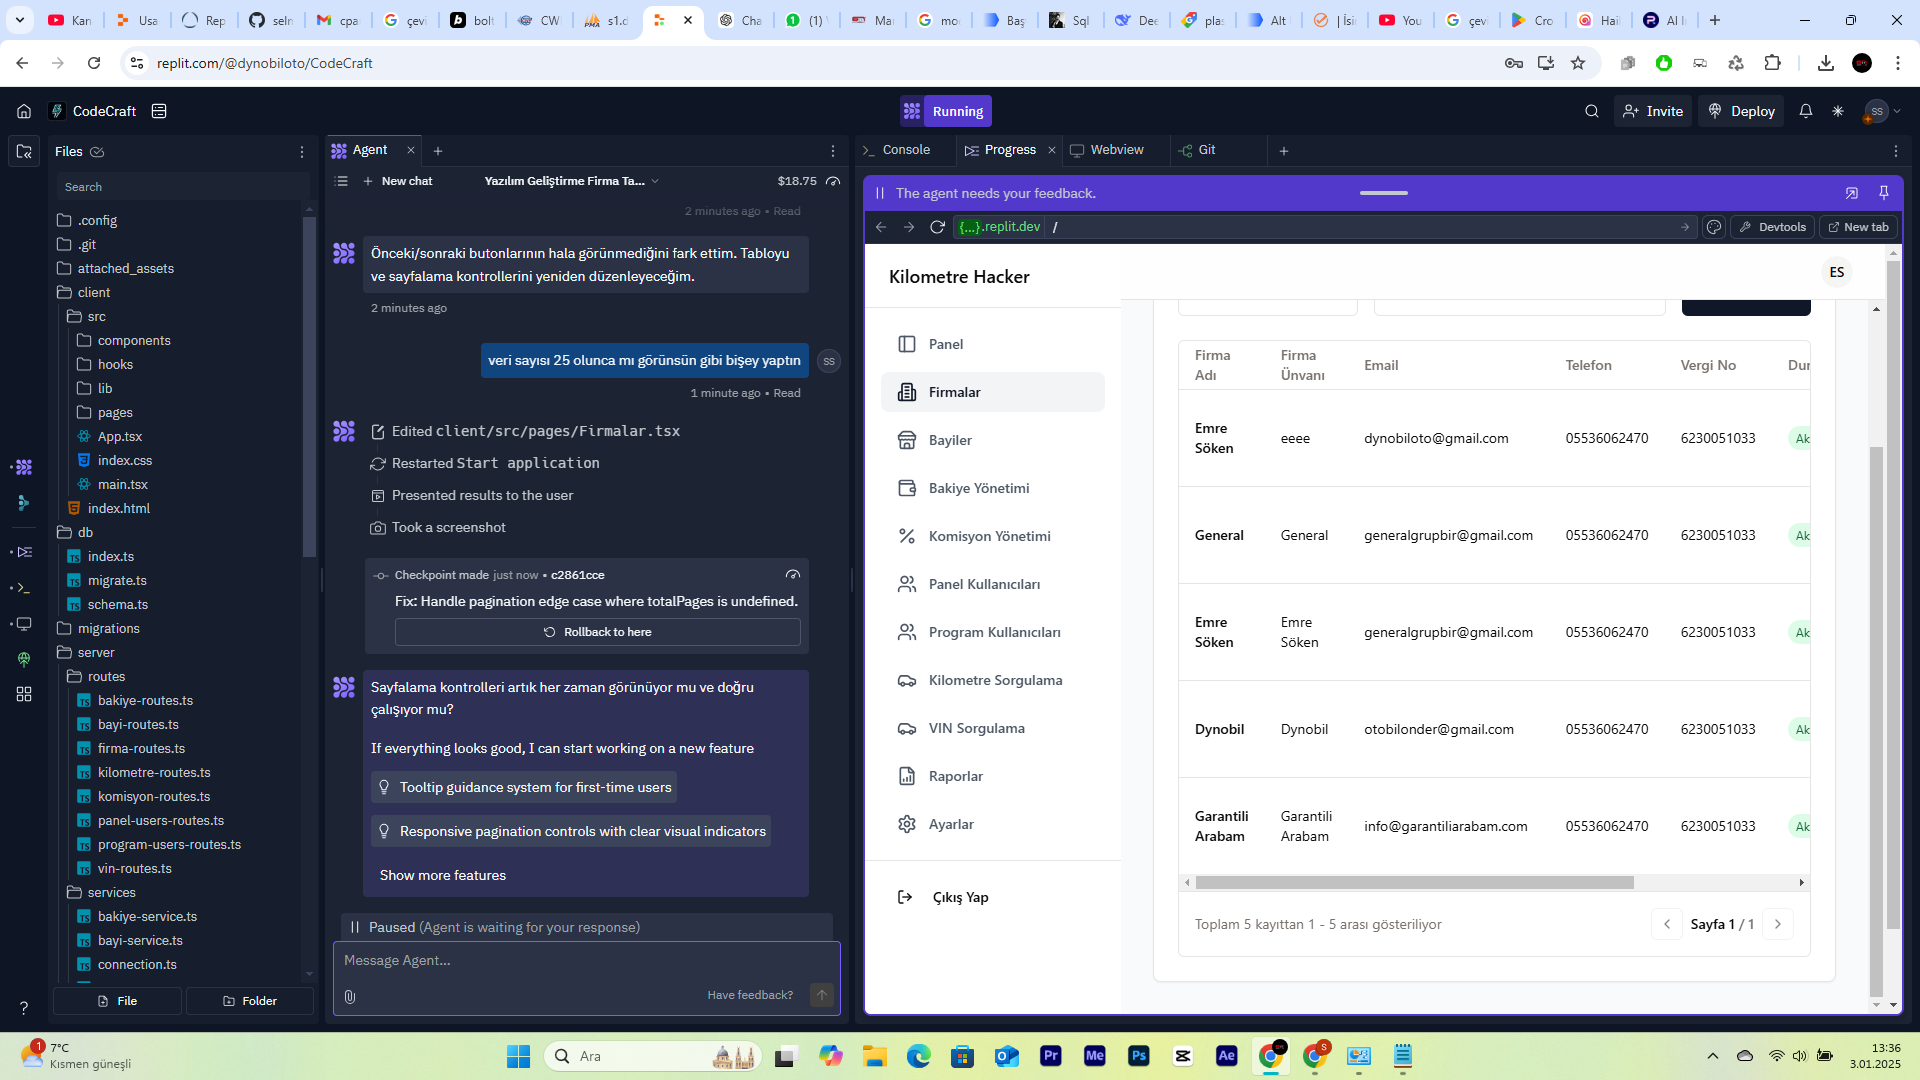 Kan
Usa
Rep
seln
cpa
çevi
bolt
CW
s1.d
Cha
(1)
Mar
moc
Baş
Sql
Dee
plas
Alt
| İsi
You
çevi
Cro
Hail
AI I
replit.com/@dynobiloto/CodeCraft
CodeCraft
Running
Invite
Deploy
SS
Files
Agent
Console
Progress
Webview
Git
Search
New chat
Yazılım Geliştirme Firma Ta...
$18.75
The agent needs your feedback.
{...}.replit.dev
/
Devtools
New tab
.config
.git
attached_assets
client
src
components
hooks
lib
pages
App.tsx
index.css
main.tsx
index.html
db
index.ts
migrate.ts
schema.ts
migrations
server
routes
bakiye-routes.ts
bayi-routes.ts
firma-routes.ts
kilometre-routes.ts
komisyon-routes.ts
panel-users-routes.ts
program-users-routes.ts
vin-routes.ts
services
bakiye-service.ts
bayi-service.ts
connection.ts
File
Folder
2 minutes ago • Read
Önceki/sonraki butonlarının hala görünmediğini fark ettim. Tabloyu
ve sayfalama kontrollerini yeniden düzenleyeceğim.
2 minutes ago
veri sayısı 25 olunca mı görünsün gibi bişey yaptın
SS
1 minute ago • Read
Edited client/src/pages/Firmalar.tsx
Restarted Start application
Presented results to the user
Took a screenshot
Checkpoint made just now • c2861cce
Fix: Handle pagination edge case where totalPages is undefined.
Rollback to here
Sayfalama kontrolleri artık her zaman görünüyor mu ve doğru
çalışıyor mu?
If everything looks good, I can start working on a new feature
Tooltip guidance system for first-time users
Responsive pagination controls with clear visual indicators
Show more features
Paused (Agent is waiting for your response)
Message Agent...
Have feedback?
Kilometre Hacker
ES
Panel
Firmalar
Bayiler
Bakiye Yönetimi
Komisyon Yönetimi
Panel Kullanıcıları
Program Kullanıcıları
Kilometre Sorgulama
VIN Sorgulama
Raporlar
Ayarlar
Çıkış Yap
Firma Adı
Firma Ünvanı
Email
Telefon
Vergi No
Dur
Emre Söken
eeee
dynobiloto@gmail.com
05536062470
6230051033
Ak
General
General
generalgrupbir@gmail.com
05536062470
6230051033
Ak
Emre Söken
Emre Söken
generalgrupbir@gmail.com
05536062470
6230051033
Ak
Dynobil
Dynobil
otobilonder@gmail.com
05536062470
6230051033
Ak
Garantili Arabam
Garantili Arabam
info@garantiliarabam.com
05536062470
6230051033
Ak
Toplam 5 kayıttan 1 - 5 arası gösteriliyor
Sayfa 1 / 1
1
7°C
Kısmen güneşli
Ara
Pr
Me
Ps
Ae
S
13:36
3.01.2025